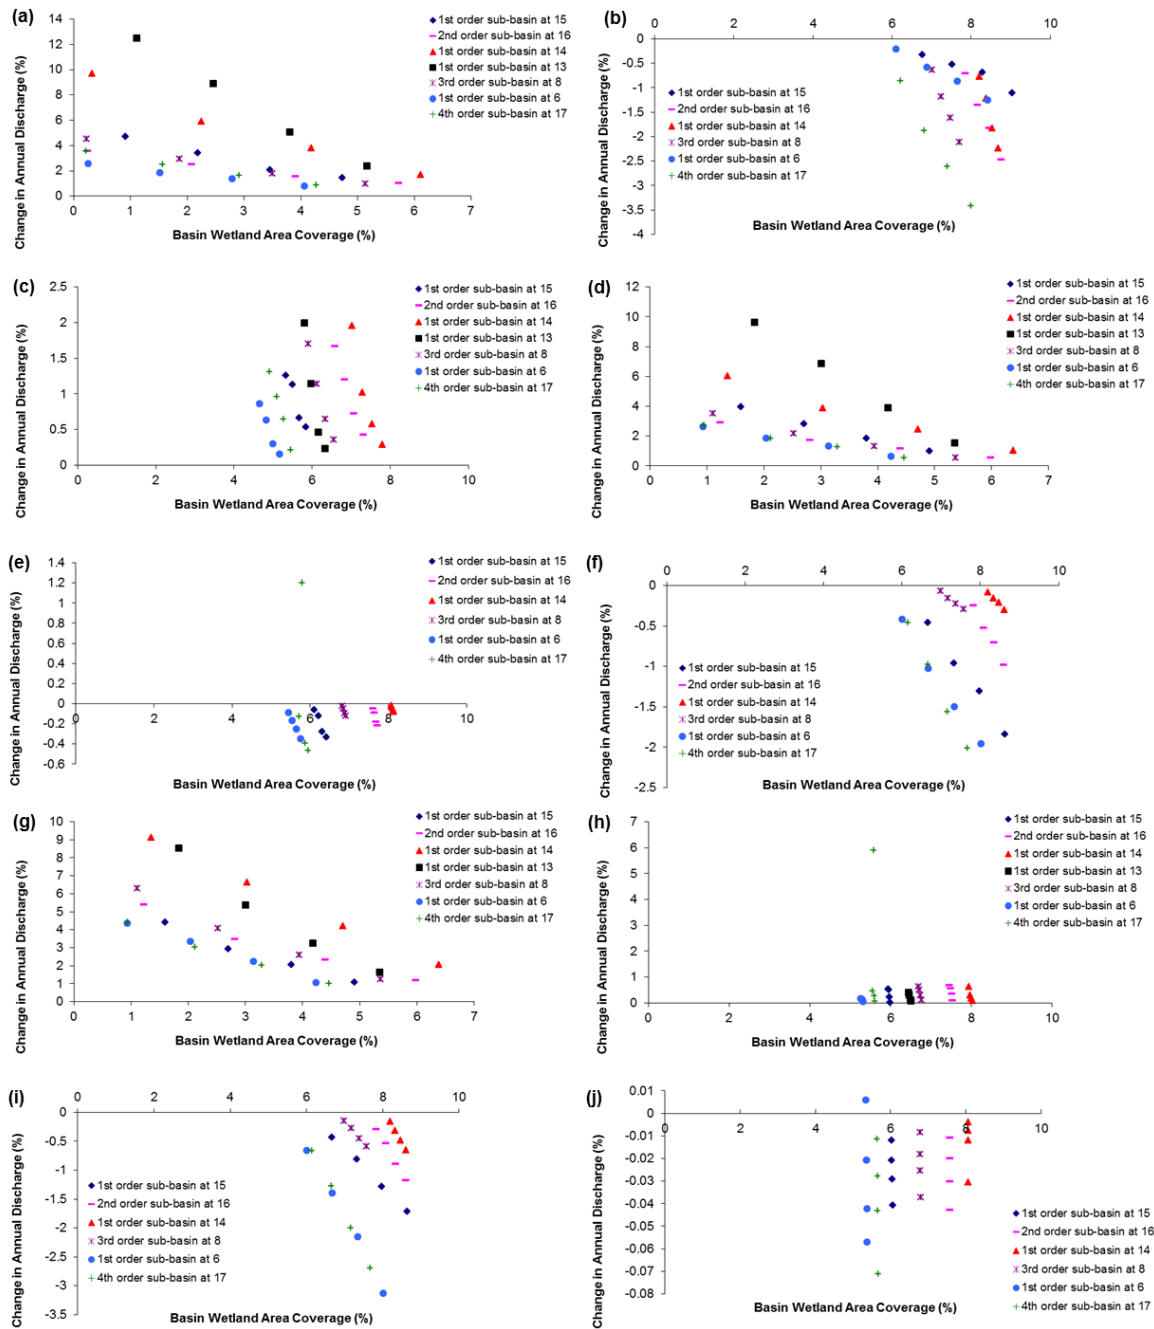 (a)
14
12
10
8
6
4
2
0
0 1 2 3 4 5 6 7
Change in Annual Discharge (%)
Basin Wetland Area Coverage (%)
1st order sub-basin at 15
2nd order sub-basin at 16
1st order sub-basin at 14
1st order sub-basin at 13
3rd order sub-basin at 8
1st order sub-basin at 6
4th order sub-basin at 17
(b)
0 2 4 6 8 10
0
-0.5
-1
-1.5
-2
-2.5
-3
-3.5
-4
Change in Annual Discharge (%)
1st order sub-basin at 15
2nd order sub-basin at 16
1st order sub-basin at 14
3rd order sub-basin at 8
1st order sub-basin at 6
4th order sub-basin at 17
Basin Wetland Area Coverage (%)
(c)
2.5
2
1.5
1
0.5
0
0 2 4 6 8 10
Change in Annual Discharge (%)
Basin Wetland Area Coverage (%)
1st order sub-basin at 15
2nd order sub-basin at 16
1st order sub-basin at 14
1st order sub-basin at 13
3rd order sub-basin at 8
1st order sub-basin at 6
4th order sub-basin at 17
(d)
12
10
8
6
4
2
0
0 1 2 3 4 5 6 7
Change in Annual Discharge (%)
Basin Wetland Area Coverage (%)
1st order sub-basin at 15
2nd order sub-basin at 16
1st order sub-basin at 14
1st order sub-basin at 13
3rd order sub-basin at 8
1st order sub-basin at 6
4th order sub-basin at 17
(e)
1.4
1.2
1
0.8
0.6
0.4
0.2
0
-0.2
-0.4
-0.6
0 2 4 6 8 10
Change in Annual Discharge (%)
Basin Wetland Area Coverage (%)
1st order sub-basin at 15
2nd order sub-basin at 16
1st order sub-basin at 14
3rd order sub-basin at 8
1st order sub-basin at 6
4th order sub-basin at 17
(f)
0 2 4 6 8 10
0
-0.5
-1
-1.5
-2
-2.5
Change in Annual Discharge (%)
1st order sub-basin at 15
2nd order sub-basin at 16
1st order sub-basin at 14
3rd order sub-basin at 8
1st order sub-basin at 6
4th order sub-basin at 17
Basin Wetland Area Coverage (%)
(g)
10
9
8
7
6
5
4
3
2
1
0
0 1 2 3 4 5 6 7
Change in Annual Discharge (%)
Basin Wetland Area Coverage (%)
1st order sub-basin at 15
2nd order sub-basin at 16
1st order sub-basin at 14
1st order sub-basin at 13
3rd order sub-basin at 8
1st order sub-basin at 6
4th order sub-basin at 17
(h)
7
6
5
4
3
2
1
0
0 2 4 6 8 10
Change in Annual Discharge (%)
Basin Wetland Area Coverage (%)
1st order sub-basin at 15
2nd order sub-basin at 16
1st order sub-basin at 14
1st order sub-basin at 13
3rd order sub-basin at 8
1st order sub-basin at 6
4th order sub-basin at 17
(i)
0 2 4 6 8 10
0
-0.5
-1
-1.5
-2
-2.5
-3
-3.5
Change in Annual Discharge (%)
1st order sub-basin at 15
2nd order sub-basin at 16
1st order sub-basin at 14
3rd order sub-basin at 8
1st order sub-basin at 6
4th order sub-basin at 17
Basin Wetland Area Coverage (%)
(j)
0.01
0
-0.01
-0.02
-0.03
-0.04
-0.05
-0.06
-0.07
-0.08
0 2 4 6 8 10
Change in Annual Discharge (%)
1st order sub-basin at 15
2nd order sub-basin at 16
1st order sub-basin at 14
3rd order sub-basin at 8
1st order sub-basin at 6
4th order sub-basin at 17
Basin Wetland Area Coverage (%)